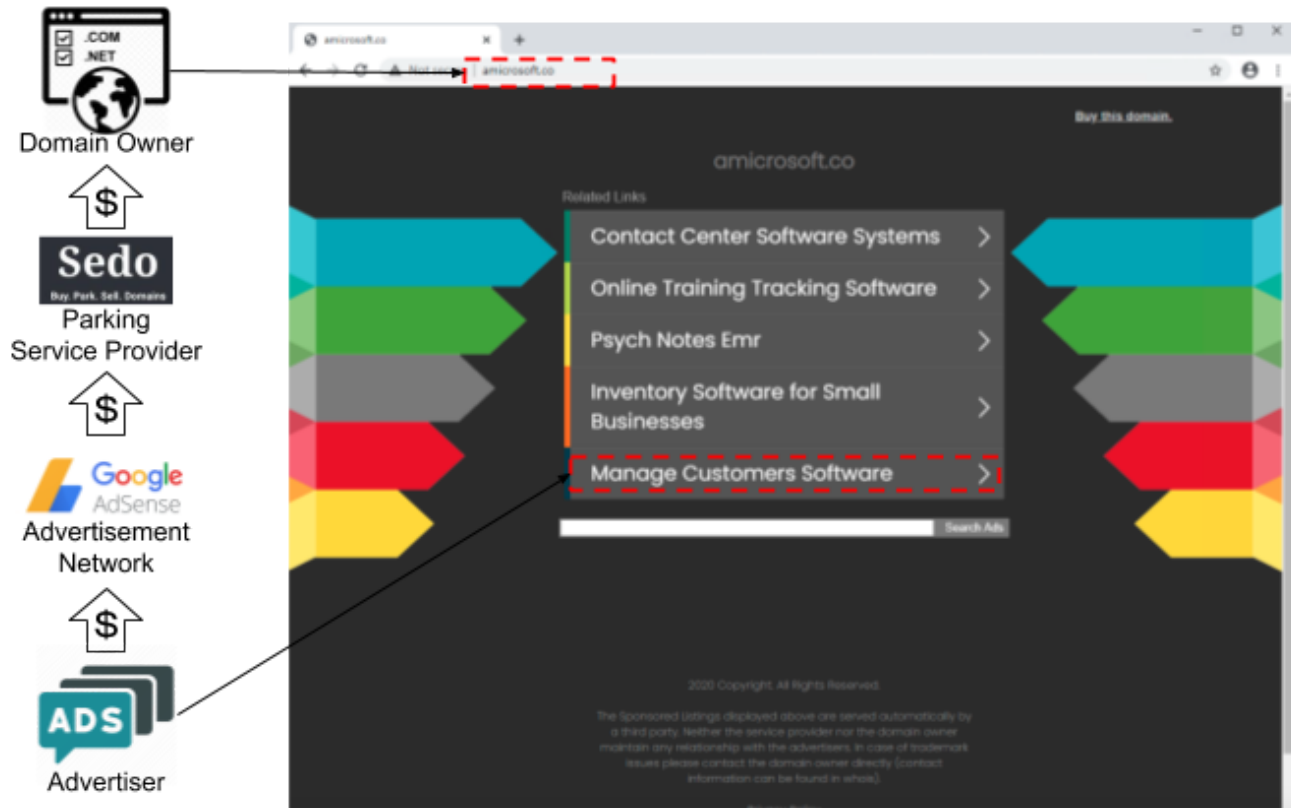 .COM
.NET
Domain Owner
$
Sedo
Buy. Park. Sell. Domains
Parking
Service Provider
$
Google
AdSense
Advertisement
Network
$
ADS
Advertiser
amicrosoft.co
Not secure | amicrosoft.co
Buy this domain.
amicrosoft.co
Related Links
Contact Center Software Systems
Online Training Tracking Software
Psych Notes Emr
Inventory Software for Small
Businesses
Manage Customers Software
Search Ads
2020 Copyright. All Rights Reserved.
The Sponsored Listings displayed above are served automatically by
a third party. Neither the service provider nor the domain owner
maintain any relationship with the advertisers. In case of trademark
issues please contact the domain owner directly (contact
information can be found in whois).